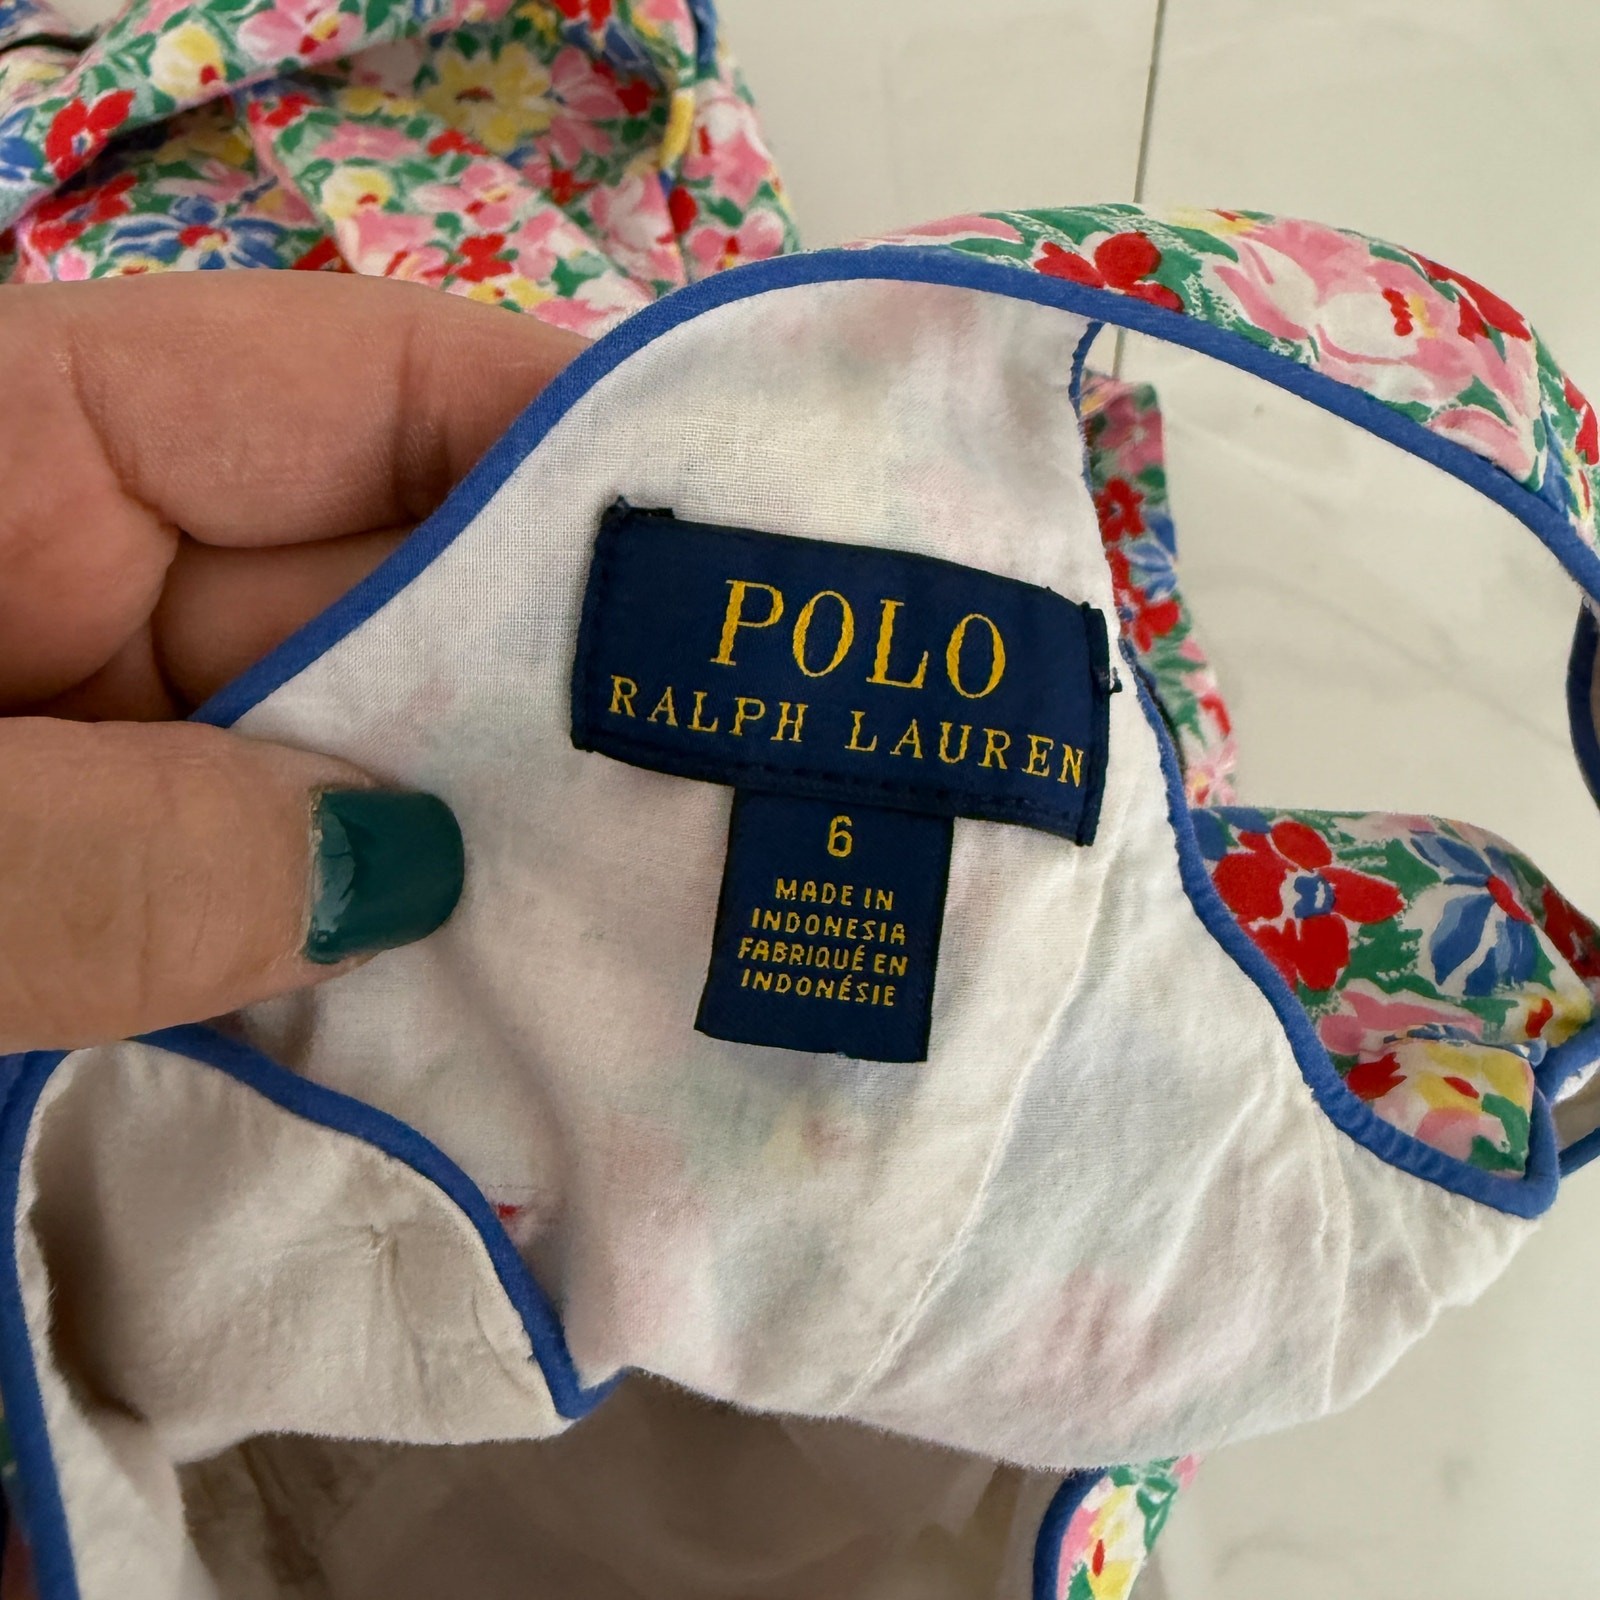 POLO
RALPH LAUREN
6
MADE IN
INDONESIA
FABRIQUÉ EN
INDONÉSIE